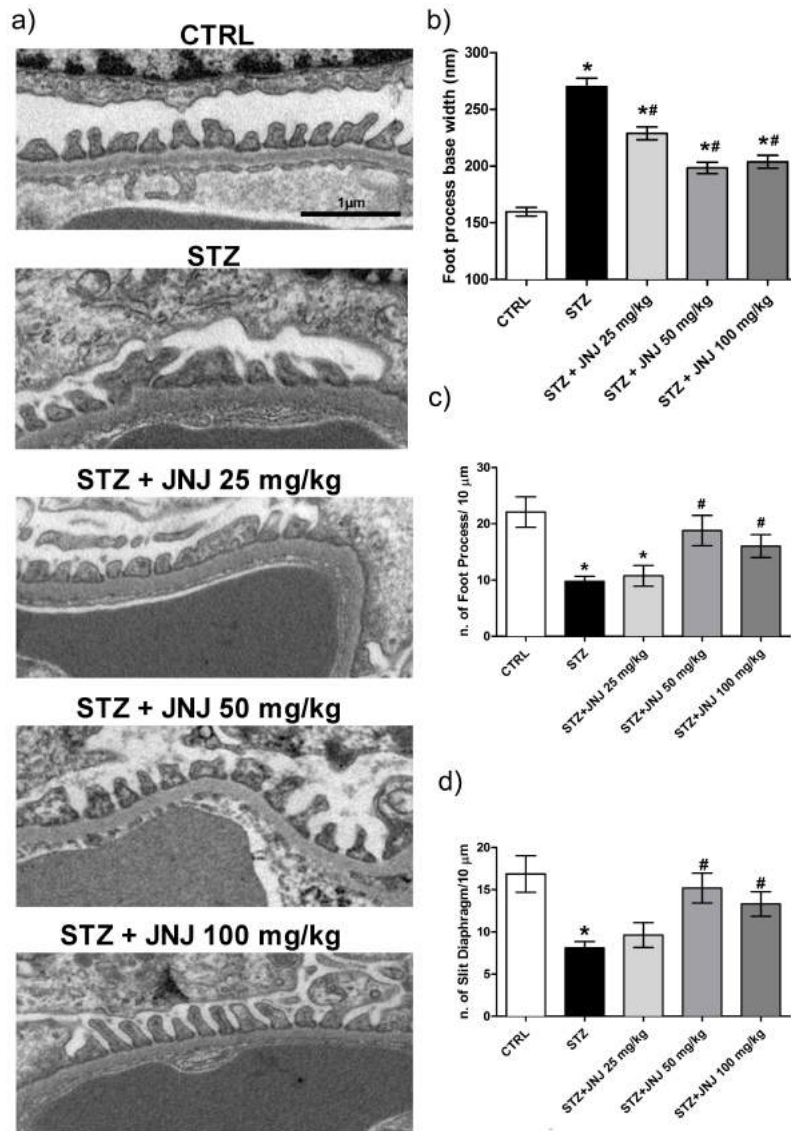 a)
CTRL
1µm
STZ
STZ + JNJ 25 mg/kg
STZ + JNJ 50 mg/kg
STZ + JNJ 100 mg/kg
b)
Foot process base width (nm)
300
250
200
150
100
*
*#
*#
*#
CTRL
STZ
STZ + JNJ 25 mg/kg
STZ + JNJ 50 mg/kg
STZ + JNJ 100 mg/kg
c)
n. of Foot Process/ 10 µm
30
20
10
0
*
*
#
#
CTRL
STZ
STZ+JNJ 25 mg/kg
STZ+JNJ 50 mg/kg
STZ+JNJ 100 mg/kg
d)
n. of Slit Diaphragm/10 µm
20
15
10
5
0
*
#
#
CTRL
STZ
STZ+JNJ 25 mg/kg
STZ+JNJ 50 mg/kg
STZ+JNJ 100 mg/kg